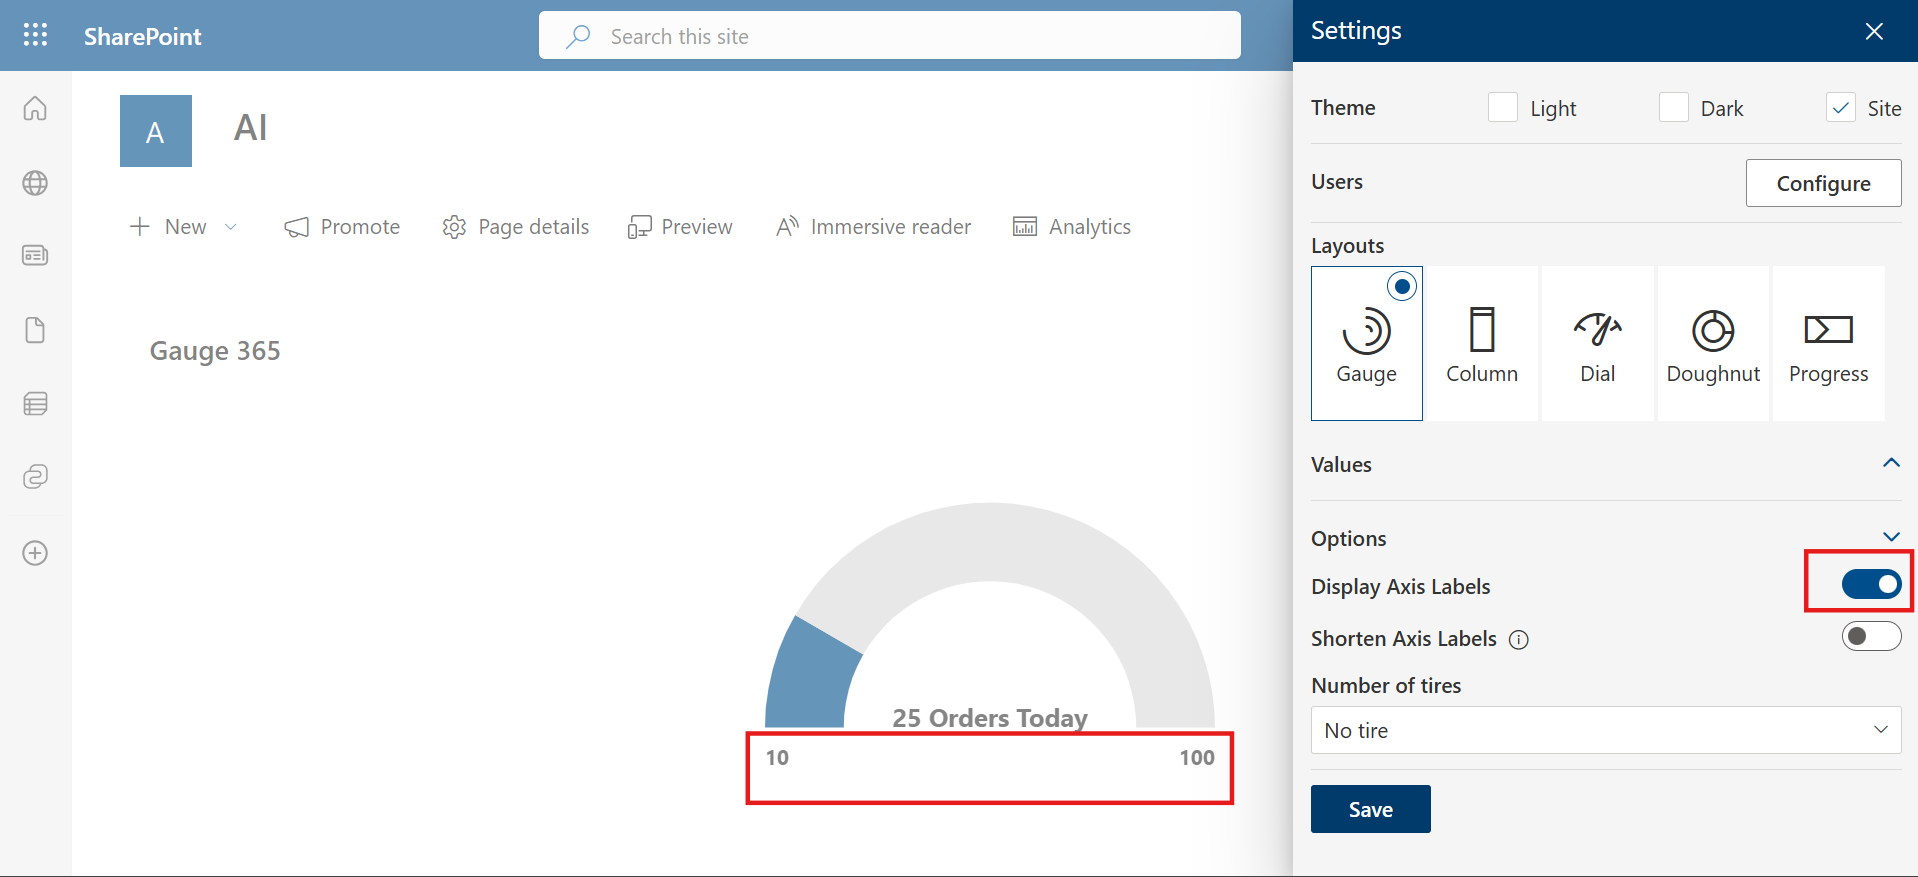 SharePoint
Search this site
A
AI
New
Promote
Page details
Preview
Immersive reader
Analytics
Gauge 365
25 Orders Today
10
100
Settings
Theme
Light
Dark
Site
Users
Configure
Layouts
Gauge
Column
Dial
Doughnut
Progress
Values
Options
Display Axis Labels
Shorten Axis Labels
Number of tires
No tire
Save